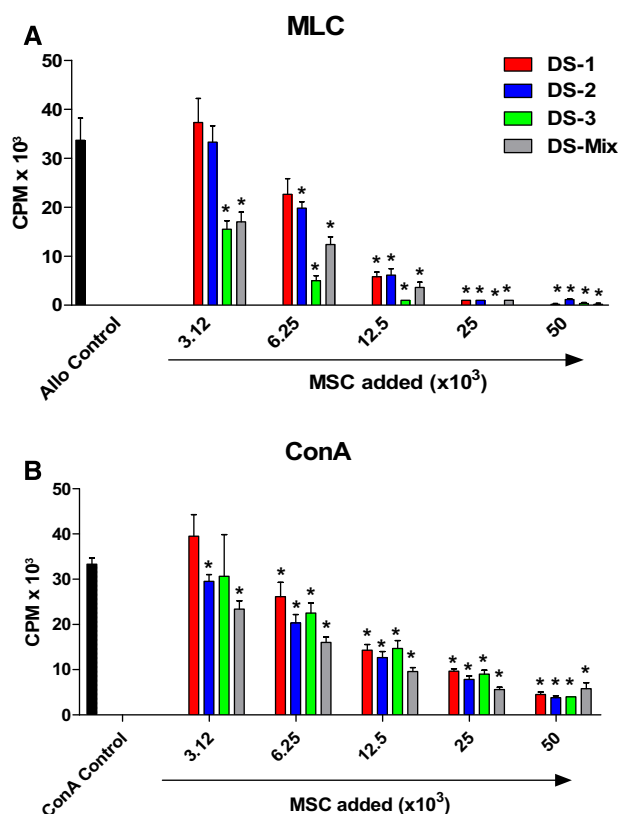 MLC
A
50
40
30
20
10
0
CPM x 10³
DS-1
DS-2
DS-3
DS-Mix
* *
* * *
* * * *
* * * *
* * * *
Allo Control
3.12
6.25
12.5
25
50
MSC added (x10³)
ConA
B
50
40
30
20
10
0
CPM x 10³
* *
* * * *
* * * *
* * * *
* * * *
ConA Control
3.12
6.25
12.5
25
50
MSC added (x10³)